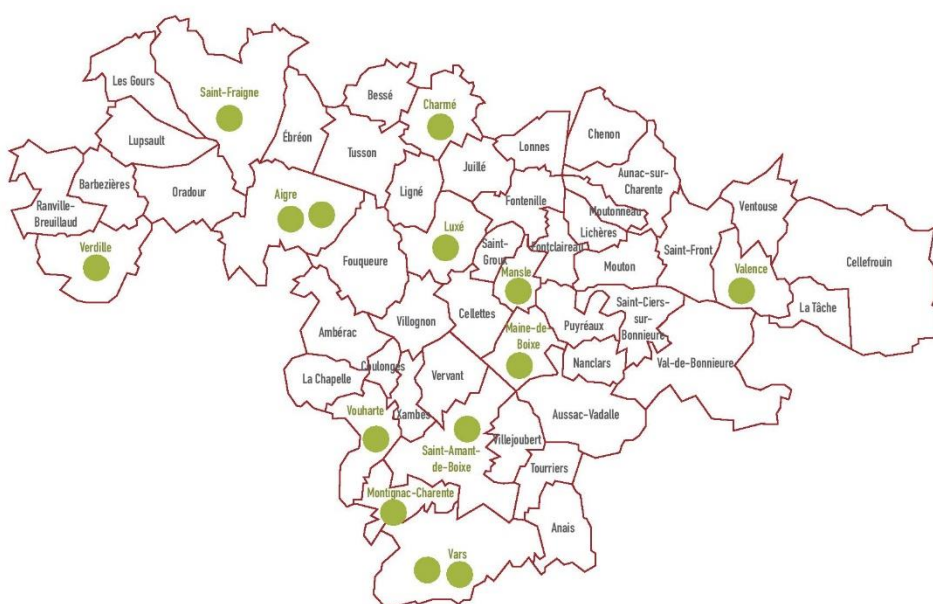 Les Gours
Saint-Fraigne
Bessé
Charmé
Chenon
Lupsault
Ébréon
Tusson
Lonnes
Juillé
Aunac-sur-
Charente
Barbezières
Oradour
Aigre
Ligné
Fontenille
Ventouse
Ranville-
Breuillaud
Moutonneau
Luxé
Lichères
Verdille
Fouqueure
Saint-
Groux
Fontclaireau
Saint-Front
Cellefrouin
Mouton
Mansle
Valence
Ambérac
Villognon
Cellettes
Maine-de-
Boixe
Puyréaux
Saint-Ciers-
sur-
Bonnieure
La Tâche
Coulonges
Nanclars
Val-de-Bonnieure
La Chapelle
Vervant
Vouharte
Xambes
Aussac-Vadalle
Villejoubert
Saint-Amant-
de-Boixe
Tourriers
Montignac-Charente
Anais
Vars